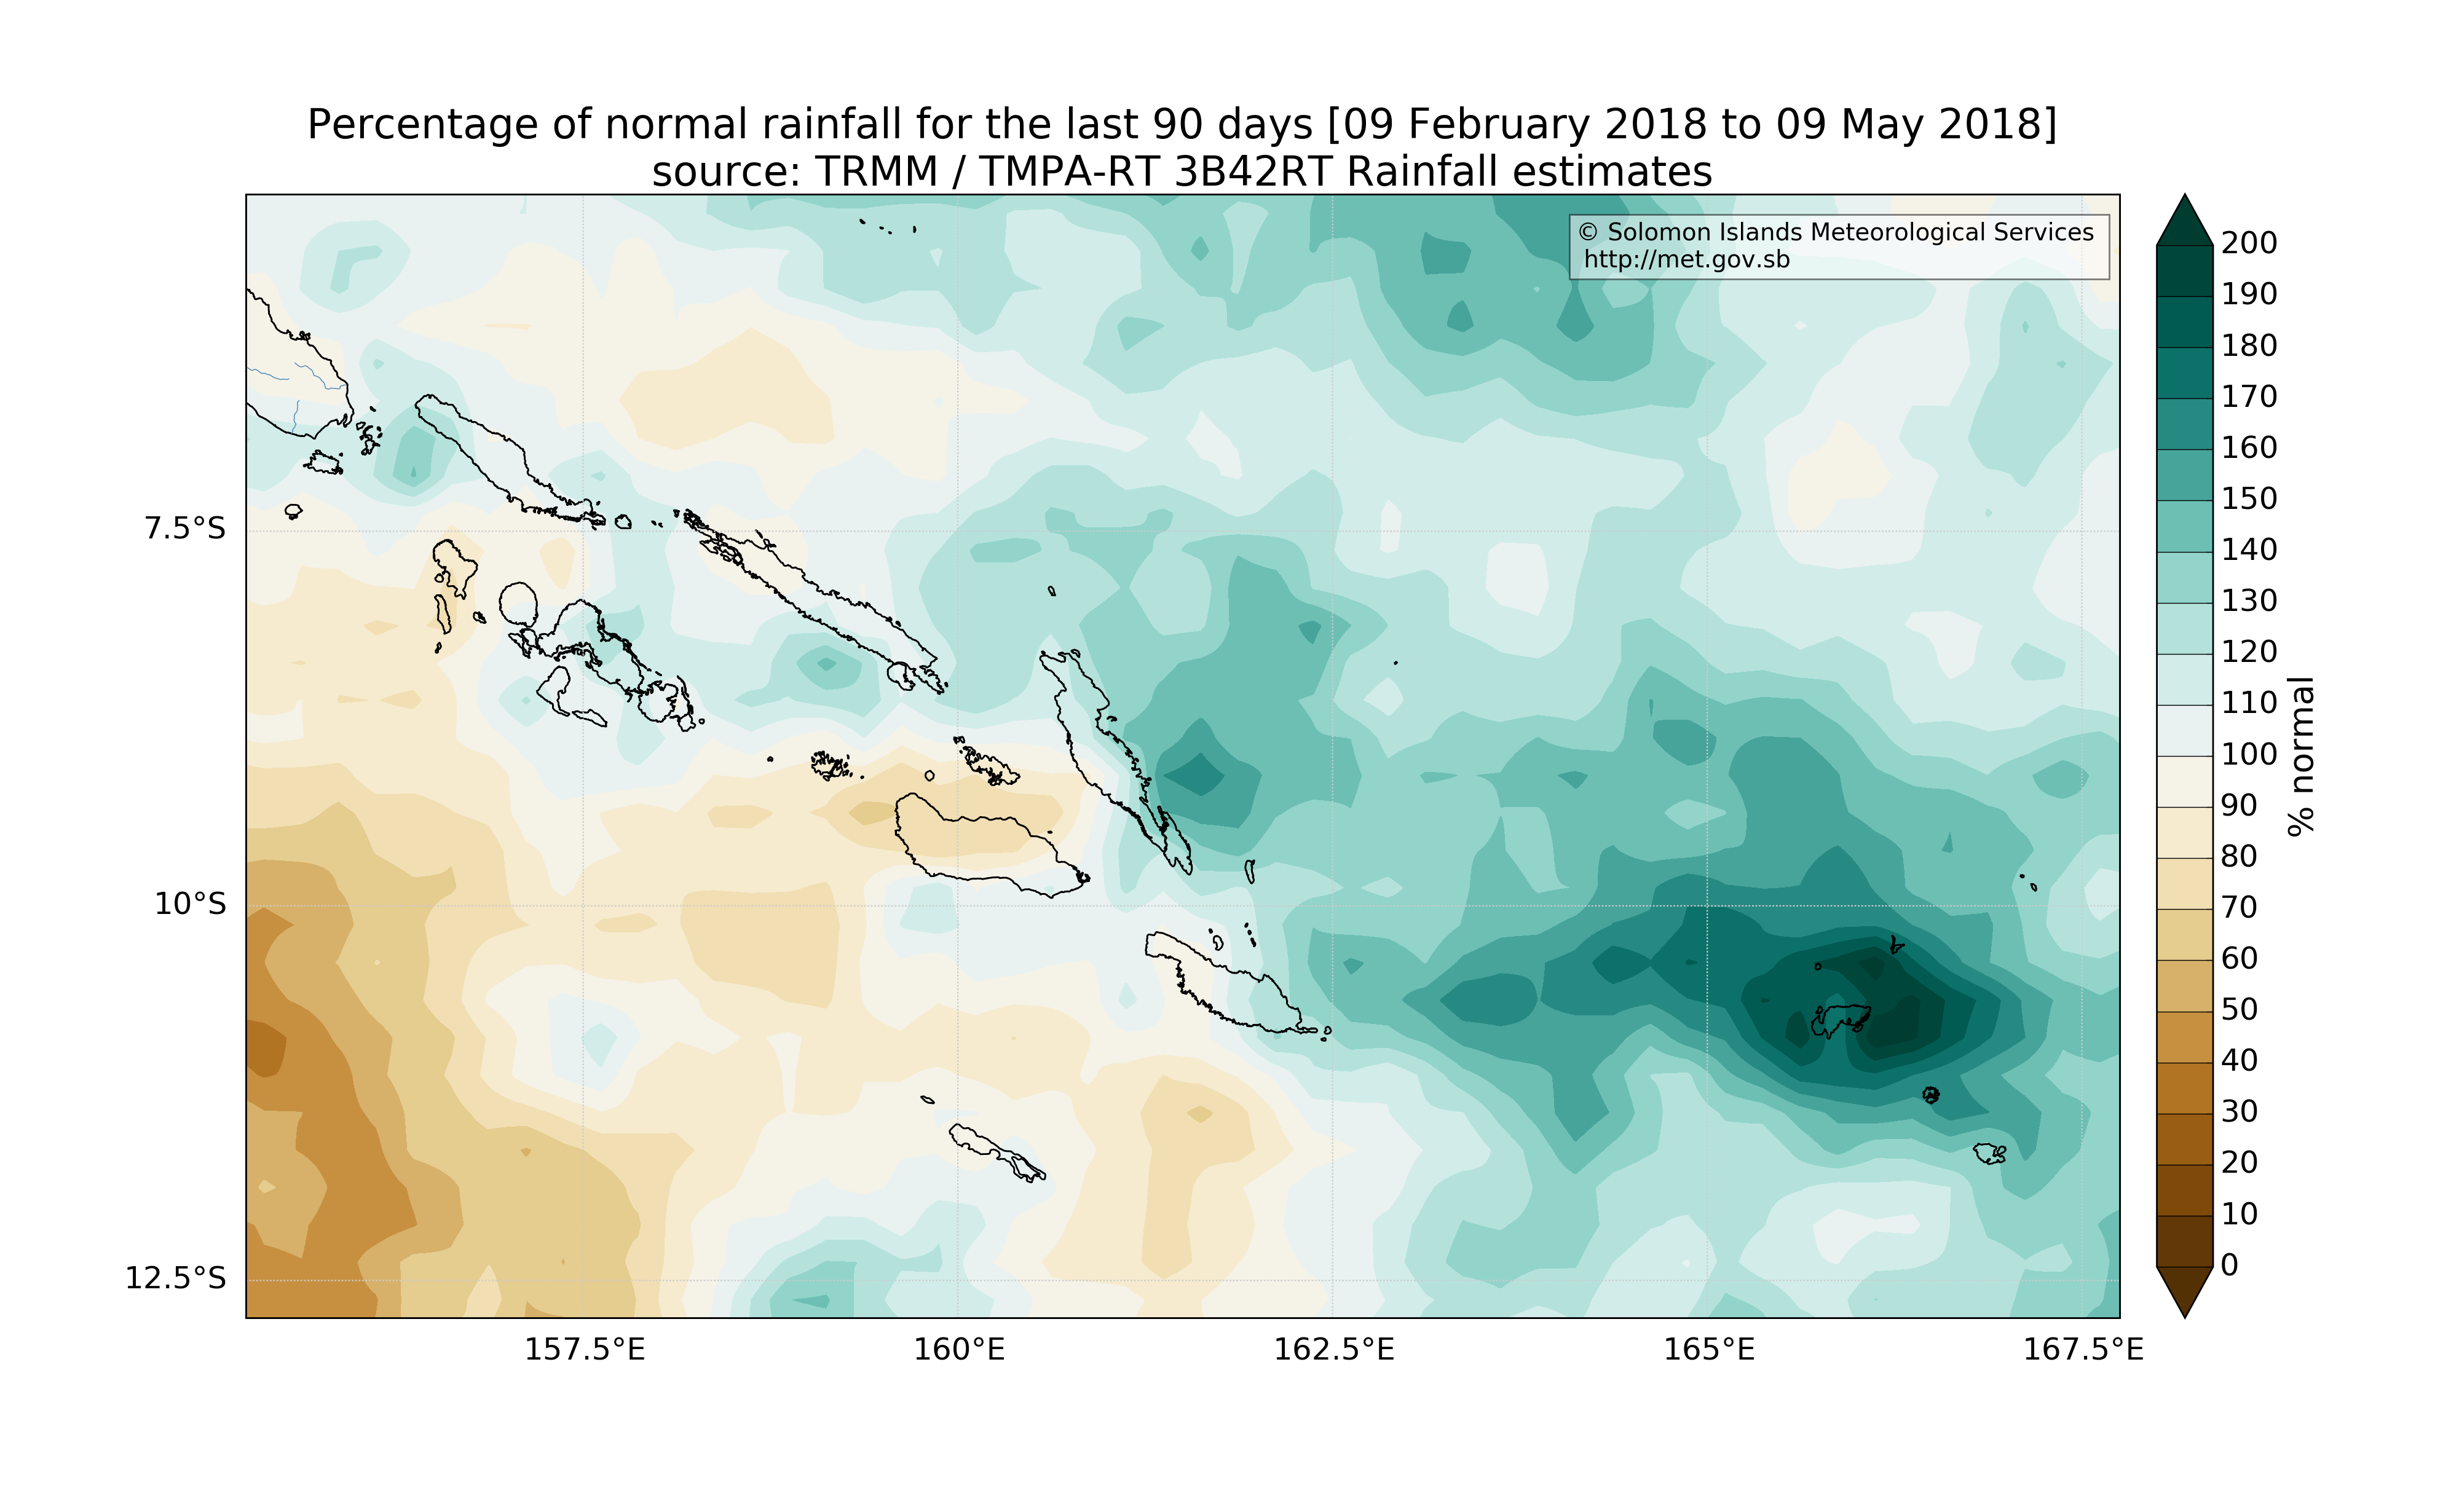 Percentage of normal rainfall for the last 90 days [09 February 2018 to 09 May 2018]
source: TRMM / TMPA-RT 3B42RT Rainfall estimates
© Solomon Islands Meteorological Services
http://met.gov.sb
7.5°S
10°S
12.5°S
157.5°E
160°E
162.5°E
165°E
167.5°E
200
190
180
170
160
150
140
130
120
110
100
90
80
70
60
50
40
30
20
10
0
% normal